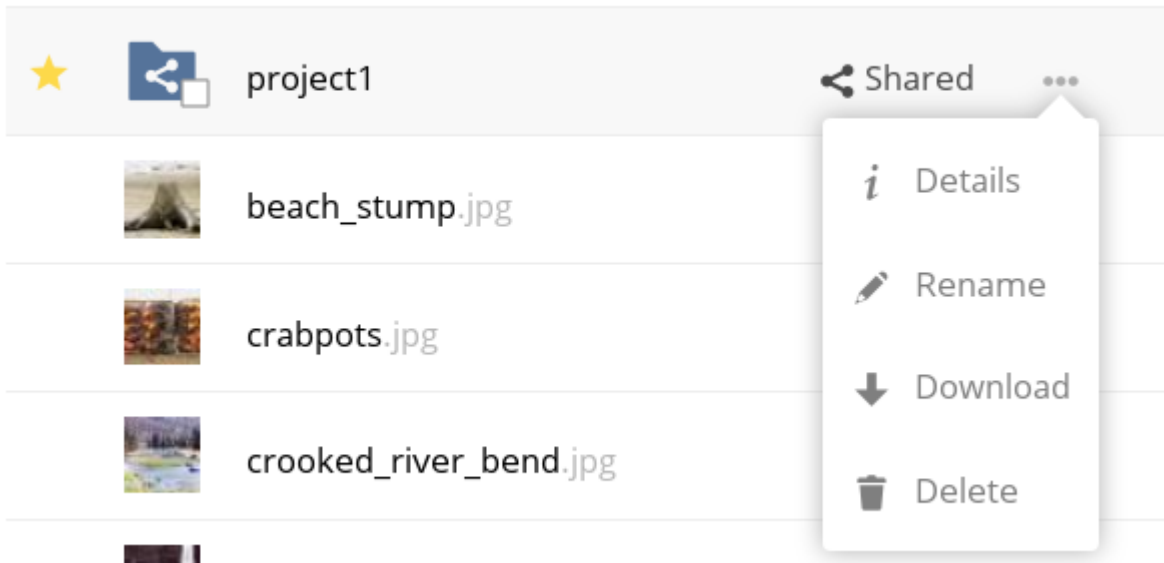 project1 Shared
Details
beach_stump.jpg
Rename
crabpots.jpg
Download
crooked_river_bend.jpg
Delete